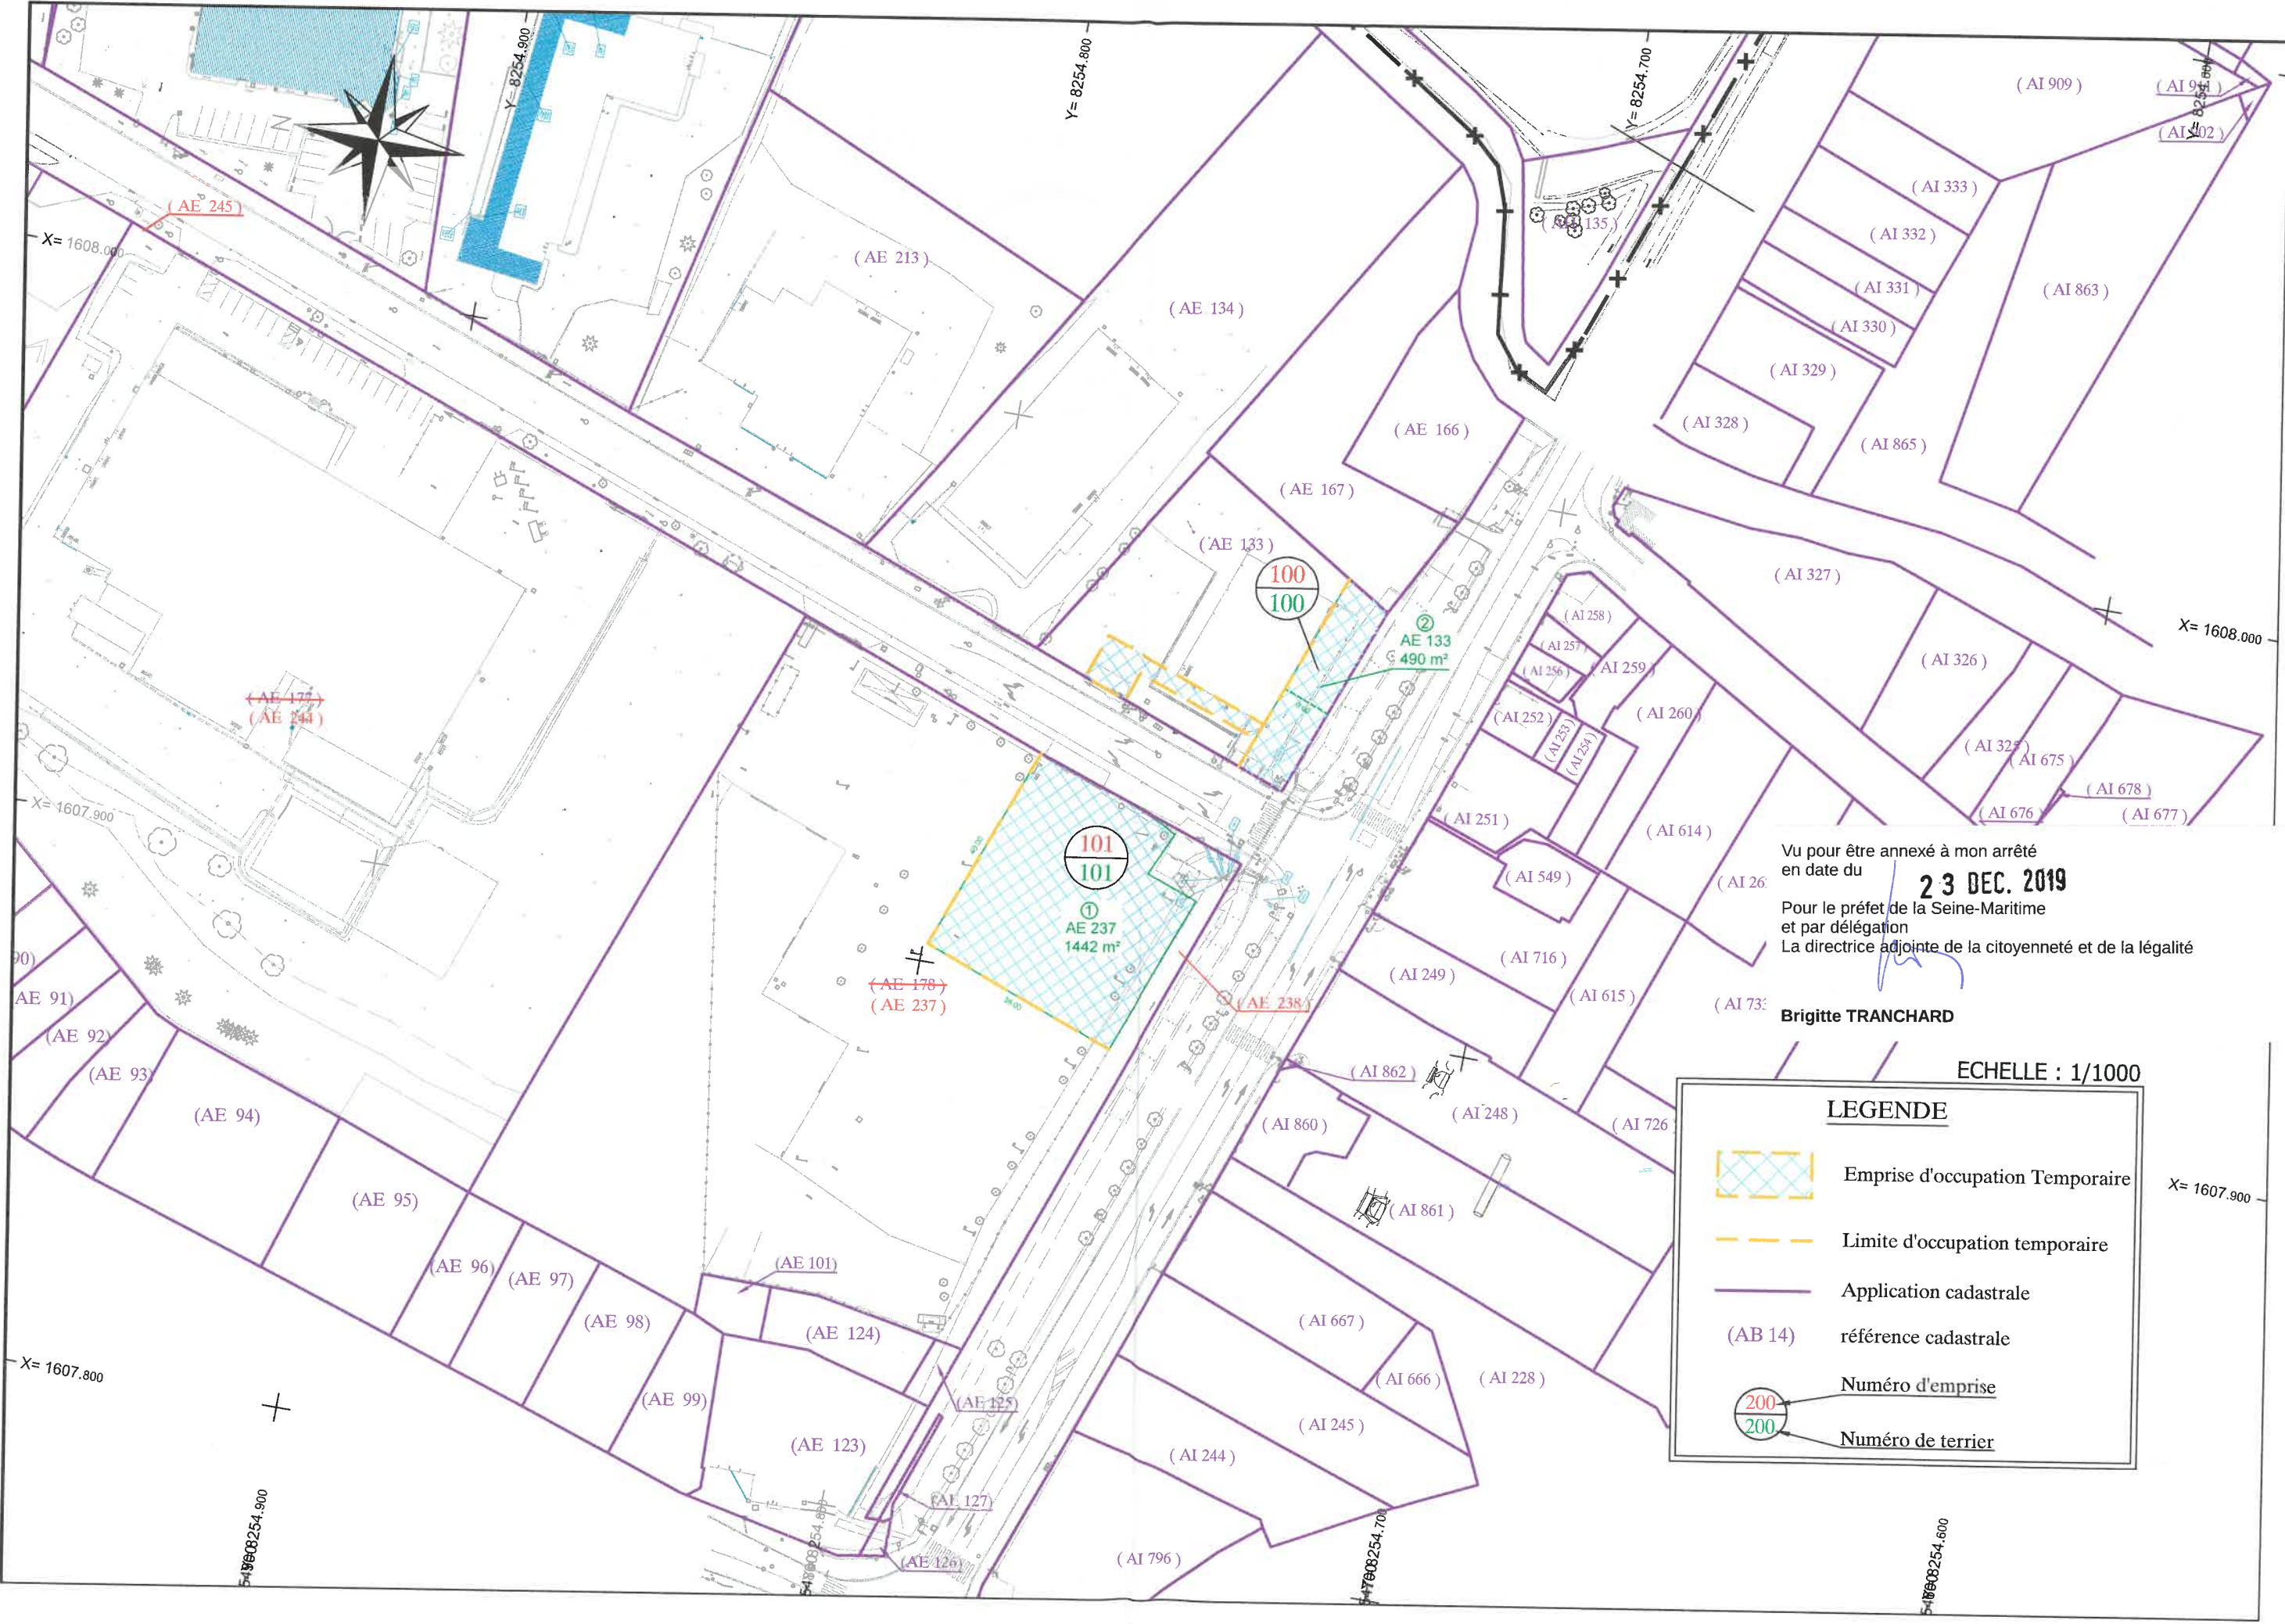 Y= 8254.900
Y= 8254.800
Y= 8254.700
( AI 909 )
( AE 245 )
X= 1608.000
( AE 213 )
( AE 134 )
( AI 333 )
( AI 332 )
( AI 331 )
( AI 330 )
( AI 863 )
( AI 329 )
( AI 328 )
( AI 865 )
( AE 166 )
( AE 167 )
( AE 133 )
100
100
②
AE 133
490 m²
( AI 327 )
( AI 258 )
( AI 257 )
( AI 256 )
( AI 259 )
( AI 326 )
X= 1608.000
( AI 252 )
( AI 253 )
( AI 254 )
( AI 260 )
( AI 325 )
( AI 675 )
( AI 678 )
( AI 676 )
( AI 677 )
( AE 177 )
( AE 244 )
X= 1607.900
( AI 251 )
( AI 614 )
101
101
①
AE 237
1442 m²
( AE 178 )
( AE 237 )
( AE 238 )
( AI 549 )
( AI 716 )
( AI 249 )
( AI 615 )
Vu pour être annexé à mon arrêté
en date du
23 DEC. 2019
Pour le préfet de la Seine-Maritime
et par délégation
La directrice adjointe de la citoyenneté et de la légalité
Brigitte TRANCHARD
90)
AE 91)
(AE 92)
(AE 93)
(AE 94)
(AE 95)
(AE 96)
(AE 97)
(AE 98)
(AE 99)
(AE 101)
(AE 124)
(AE 123)
(AE 125)
(AE 127)
(AE 126)
( AI 862 )
( AI 248 )
( AI 860 )
( AI 726
( AI 861 )
( AI 667 )
( AI 666 )
( AI 228 )
( AI 245 )
( AI 244 )
( AI 796 )
X= 1607.800
ECHELLE : 1/1000
LEGENDE
Emprise d'occupation Temporaire
Limite d'occupation temporaire
Application cadastrale
(AB 14) référence cadastrale
200
200
Numéro d'emprise
Numéro de terrier
X= 1607.900